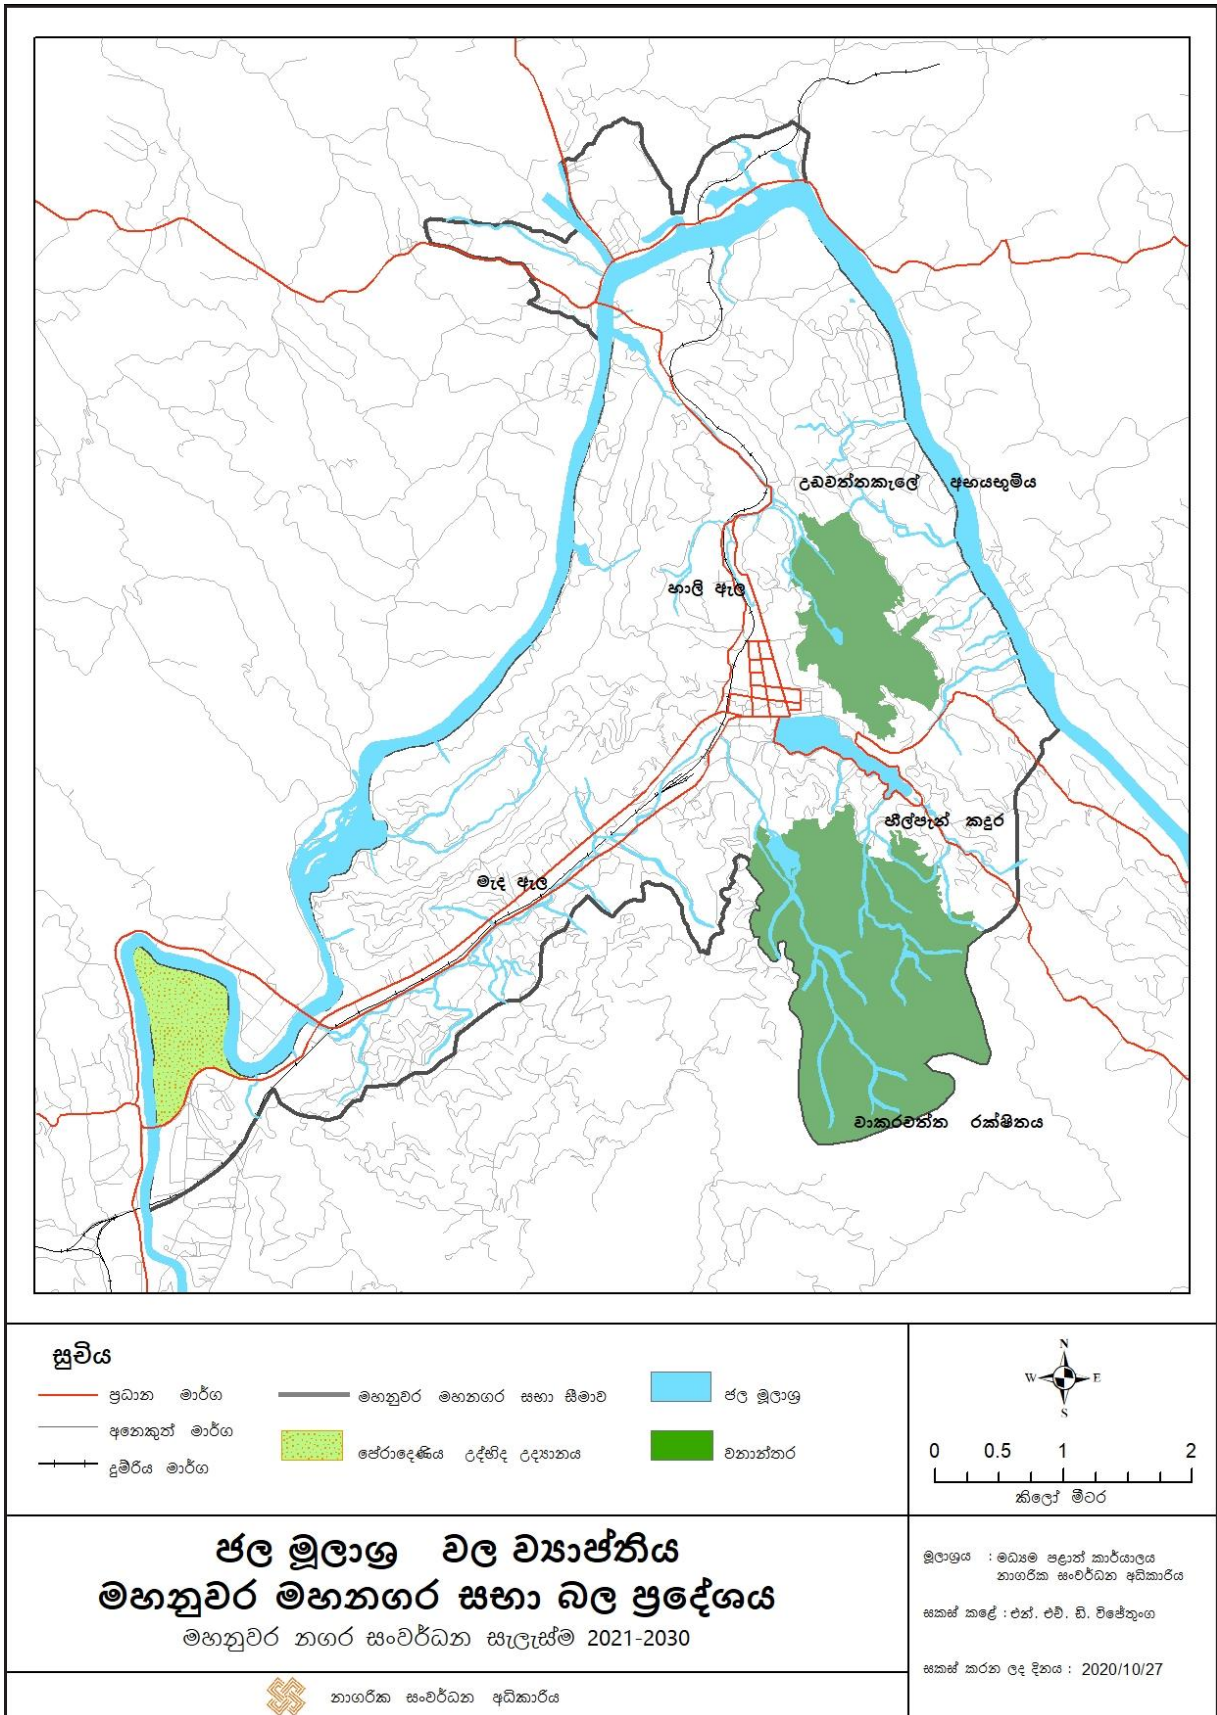 උඩවත්තකැලේ අභයභූමිය
හාලි ඇල
හීල්පැන් කඳුර
මැද ඇල
වාකරවත්ත රක්ෂිතය
සුචිය
ප්‍රධාන මාර්ග
අනෙකුත් මාර්ග
දුම්රිය මාර්ග
මහනුවර මහනගර සභා සීමාව
පේරාදෙණිය උද්භිද උද්‍යානය
ජල මූලාශ්‍ර
වනාන්තර
N
W E
S
0 0.5 1 2
කිලෝ මීටර
ජල මූලාශ්‍ර වල ව්‍යාප්තිය
මහනුවර මහනගර සභා බල ප්‍රදේශය
මහනුවර නගර සංවර්ධන සැලැස්ම 2021-2030
නාගරික සංවර්ධන අධිකාරිය
මූලාශ්‍රය : මධ්‍යම පළාත් කාර්යාලය
නාගරික සංවර්ධන අධිකාරිය
සකස් කළේ : එන්. එච්. ඩී. විජේතුංග
සකස් කරන ලද දිනය : 2020/10/27